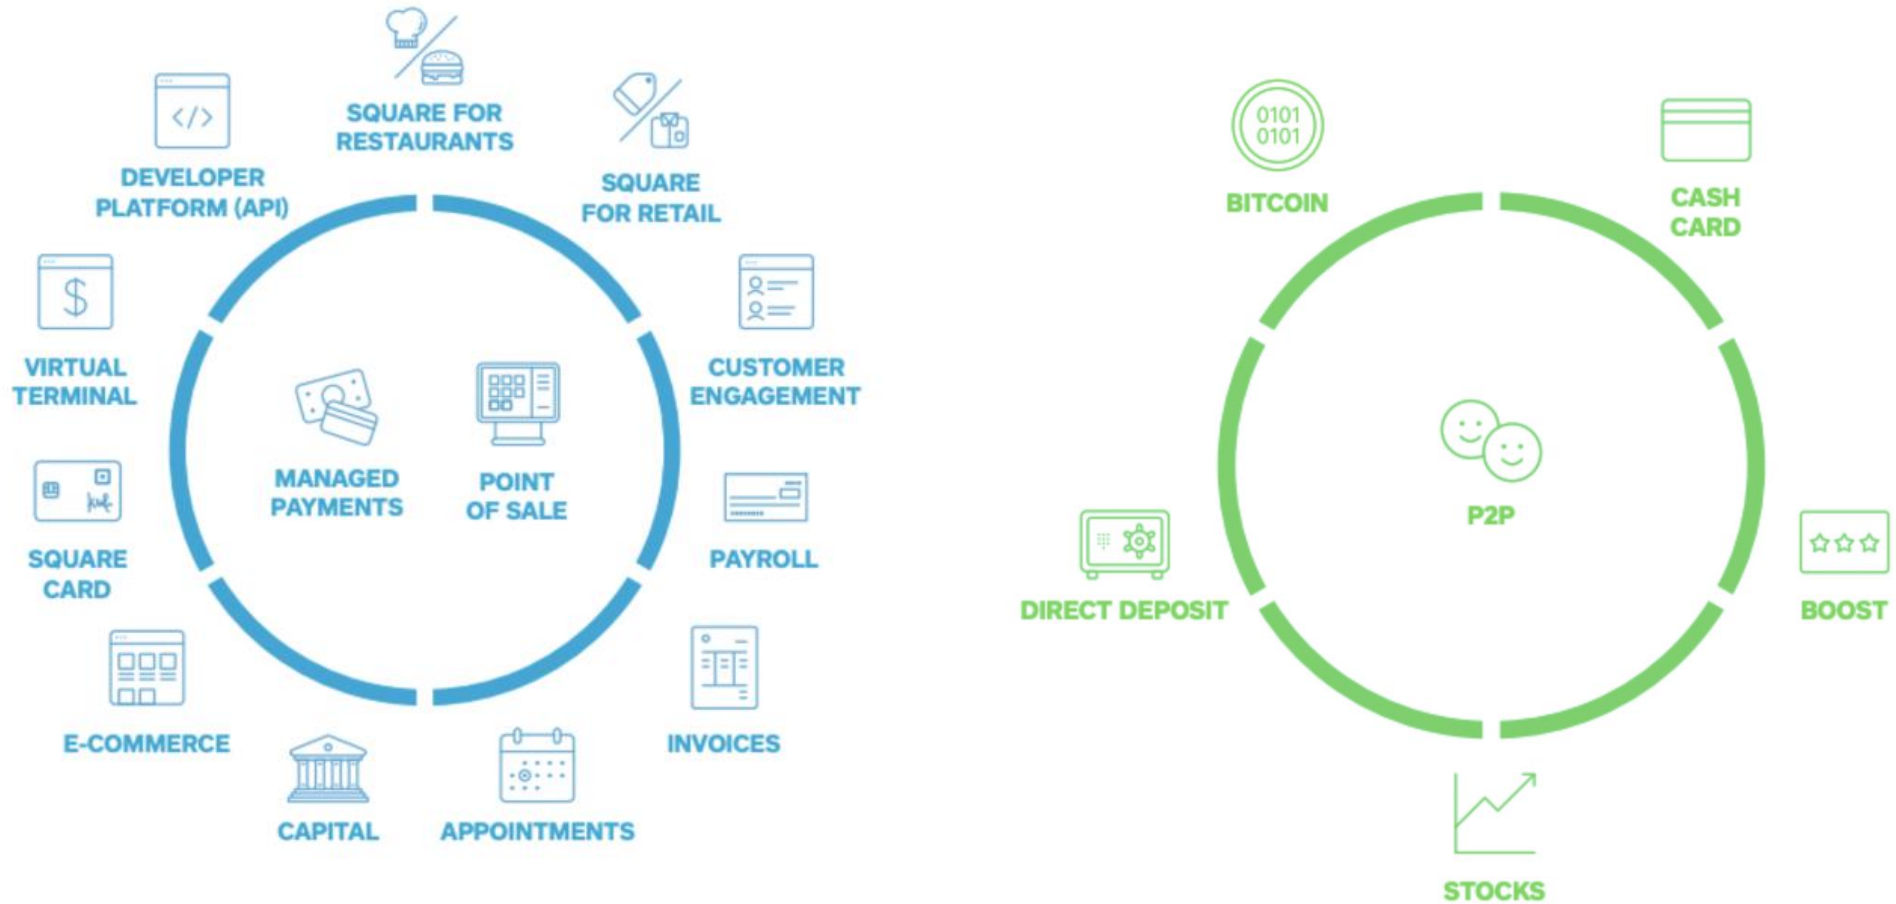 SQUARE FOR
RESTAURANTS
SQUARE
FOR RETAIL
CUSTOMER
ENGAGEMENT
PAYROLL
INVOICES
APPOINTMENTS
CAPITAL
E-COMMERCE
SQUARE
CARD
VIRTUAL
TERMINAL
$
DEVELOPER
PLATFORM (API)
</>
MANAGED
PAYMENTS
POINT
OF SALE
0101
0101
BITCOIN
CASH
CARD
BOOST
STOCKS
DIRECT DEPOSIT
P2P